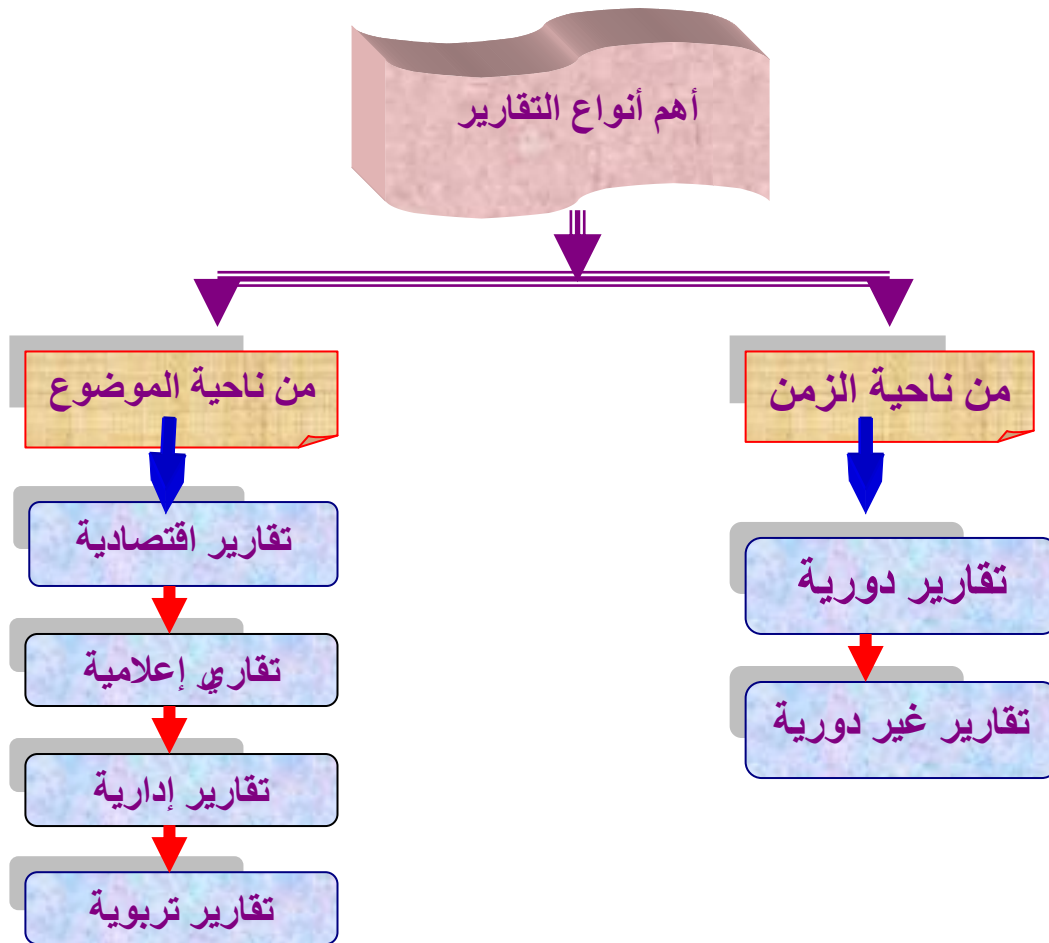 أهم أنواع التقارير
من ناحية الزمن
تقارير دورية
تقارير غير دورية
من ناحية الموضوع
تقارير اقتصادية
تقاري إعلامية
تقارير إدارية
تقارير تربوية